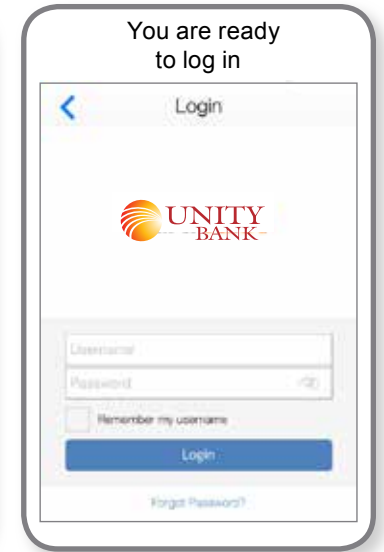 You are ready
to log in
Login
UNITY
BANK
Username
Password
Remember my username
Login
Forgot Password?